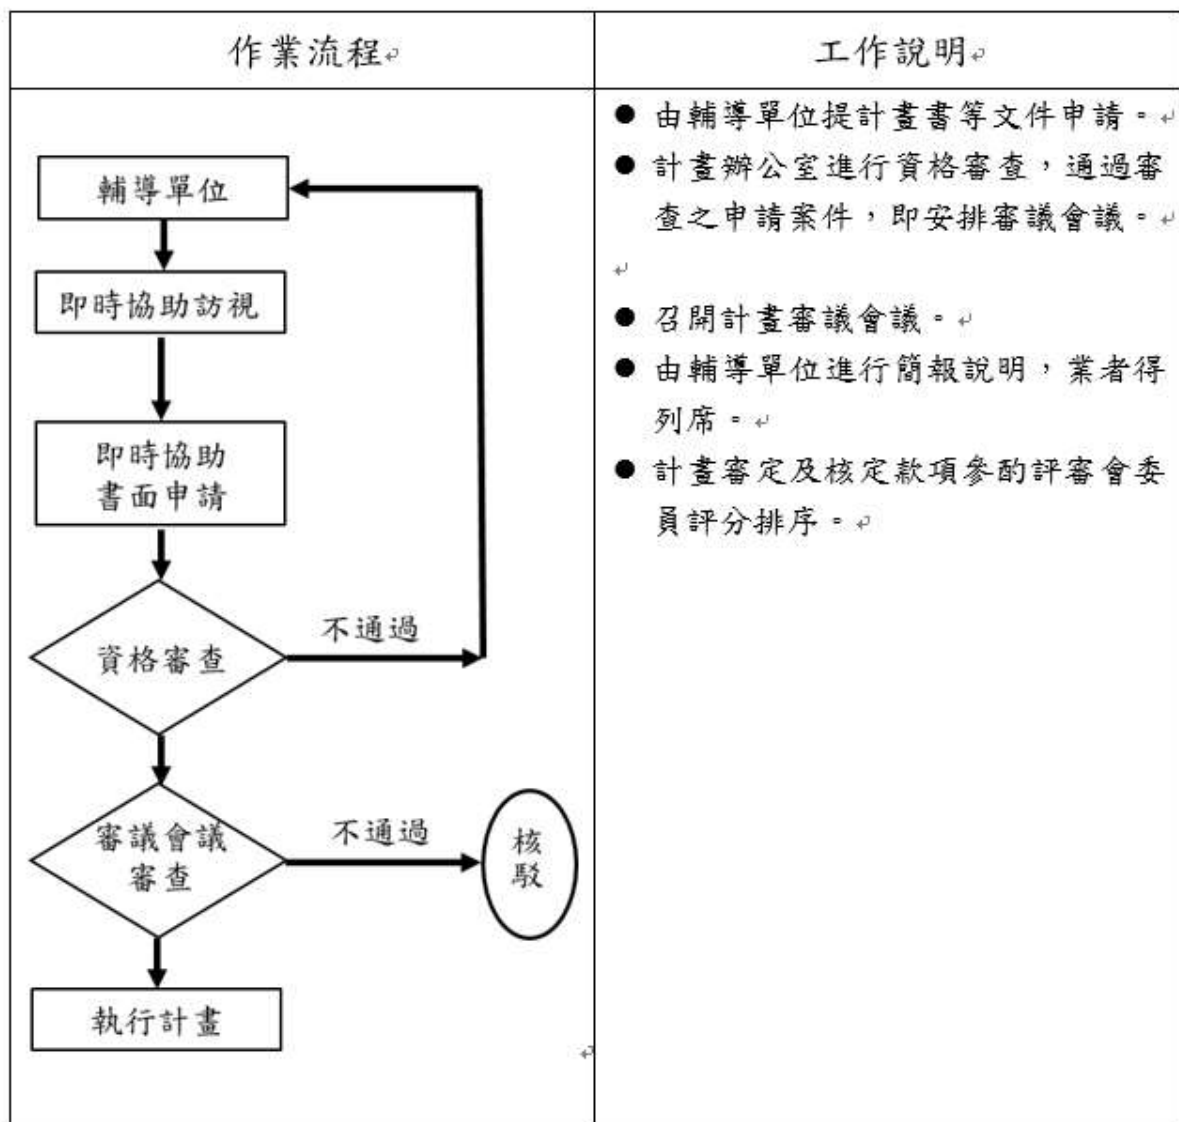 作業流程
工作說明
輔導單位
即時協助訪視
即時協助
書面申請
資格審查
不通過
審議會議
審查
不通過
核
駁
執行計畫
● 由輔導單位提計畫書等文件申請。
● 計畫辦公室進行資格審查，通過審
查之申請案件，即安排審議會議。
● 召開計畫審議會議。
● 由輔導單位進行簡報說明，業者得
列席。
● 計畫審定及核定款項參酌評審會委
員評分排序。